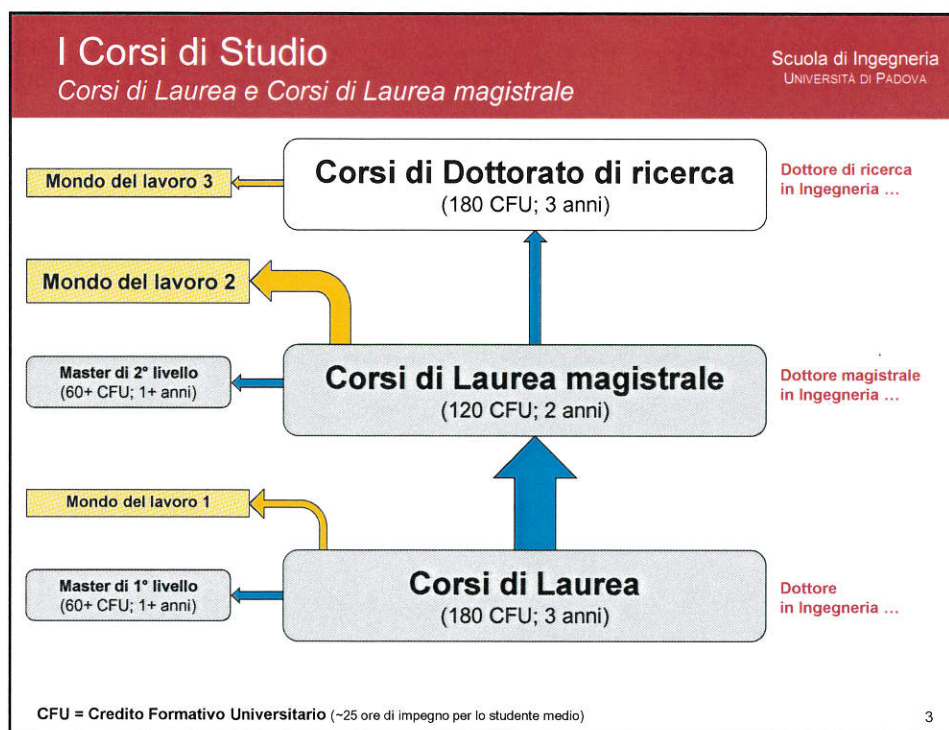 I Corsi di Studio
Corsi di Laurea e Corsi di Laurea magistrale
Scuola di Ingegneria
UNIVERSITÀ DI PADOVA
Mondo del lavoro 3
Corsi di Dottorato di ricerca
(180 CFU; 3 anni)
Dottore di ricerca
in Ingegneria ...
Mondo del lavoro 2
Master di 2° livello
(60+ CFU; 1+ anni)
Corsi di Laurea magistrale
(120 CFU; 2 anni)
Dottore magistrale
in Ingegneria ...
Mondo del lavoro 1
Master di 1° livello
(60+ CFU; 1+ anni)
Corsi di Laurea
(180 CFU; 3 anni)
Dottore
in Ingegneria ...
CFU = Credito Formativo Universitario (~25 ore di impegno per lo studente medio)
3